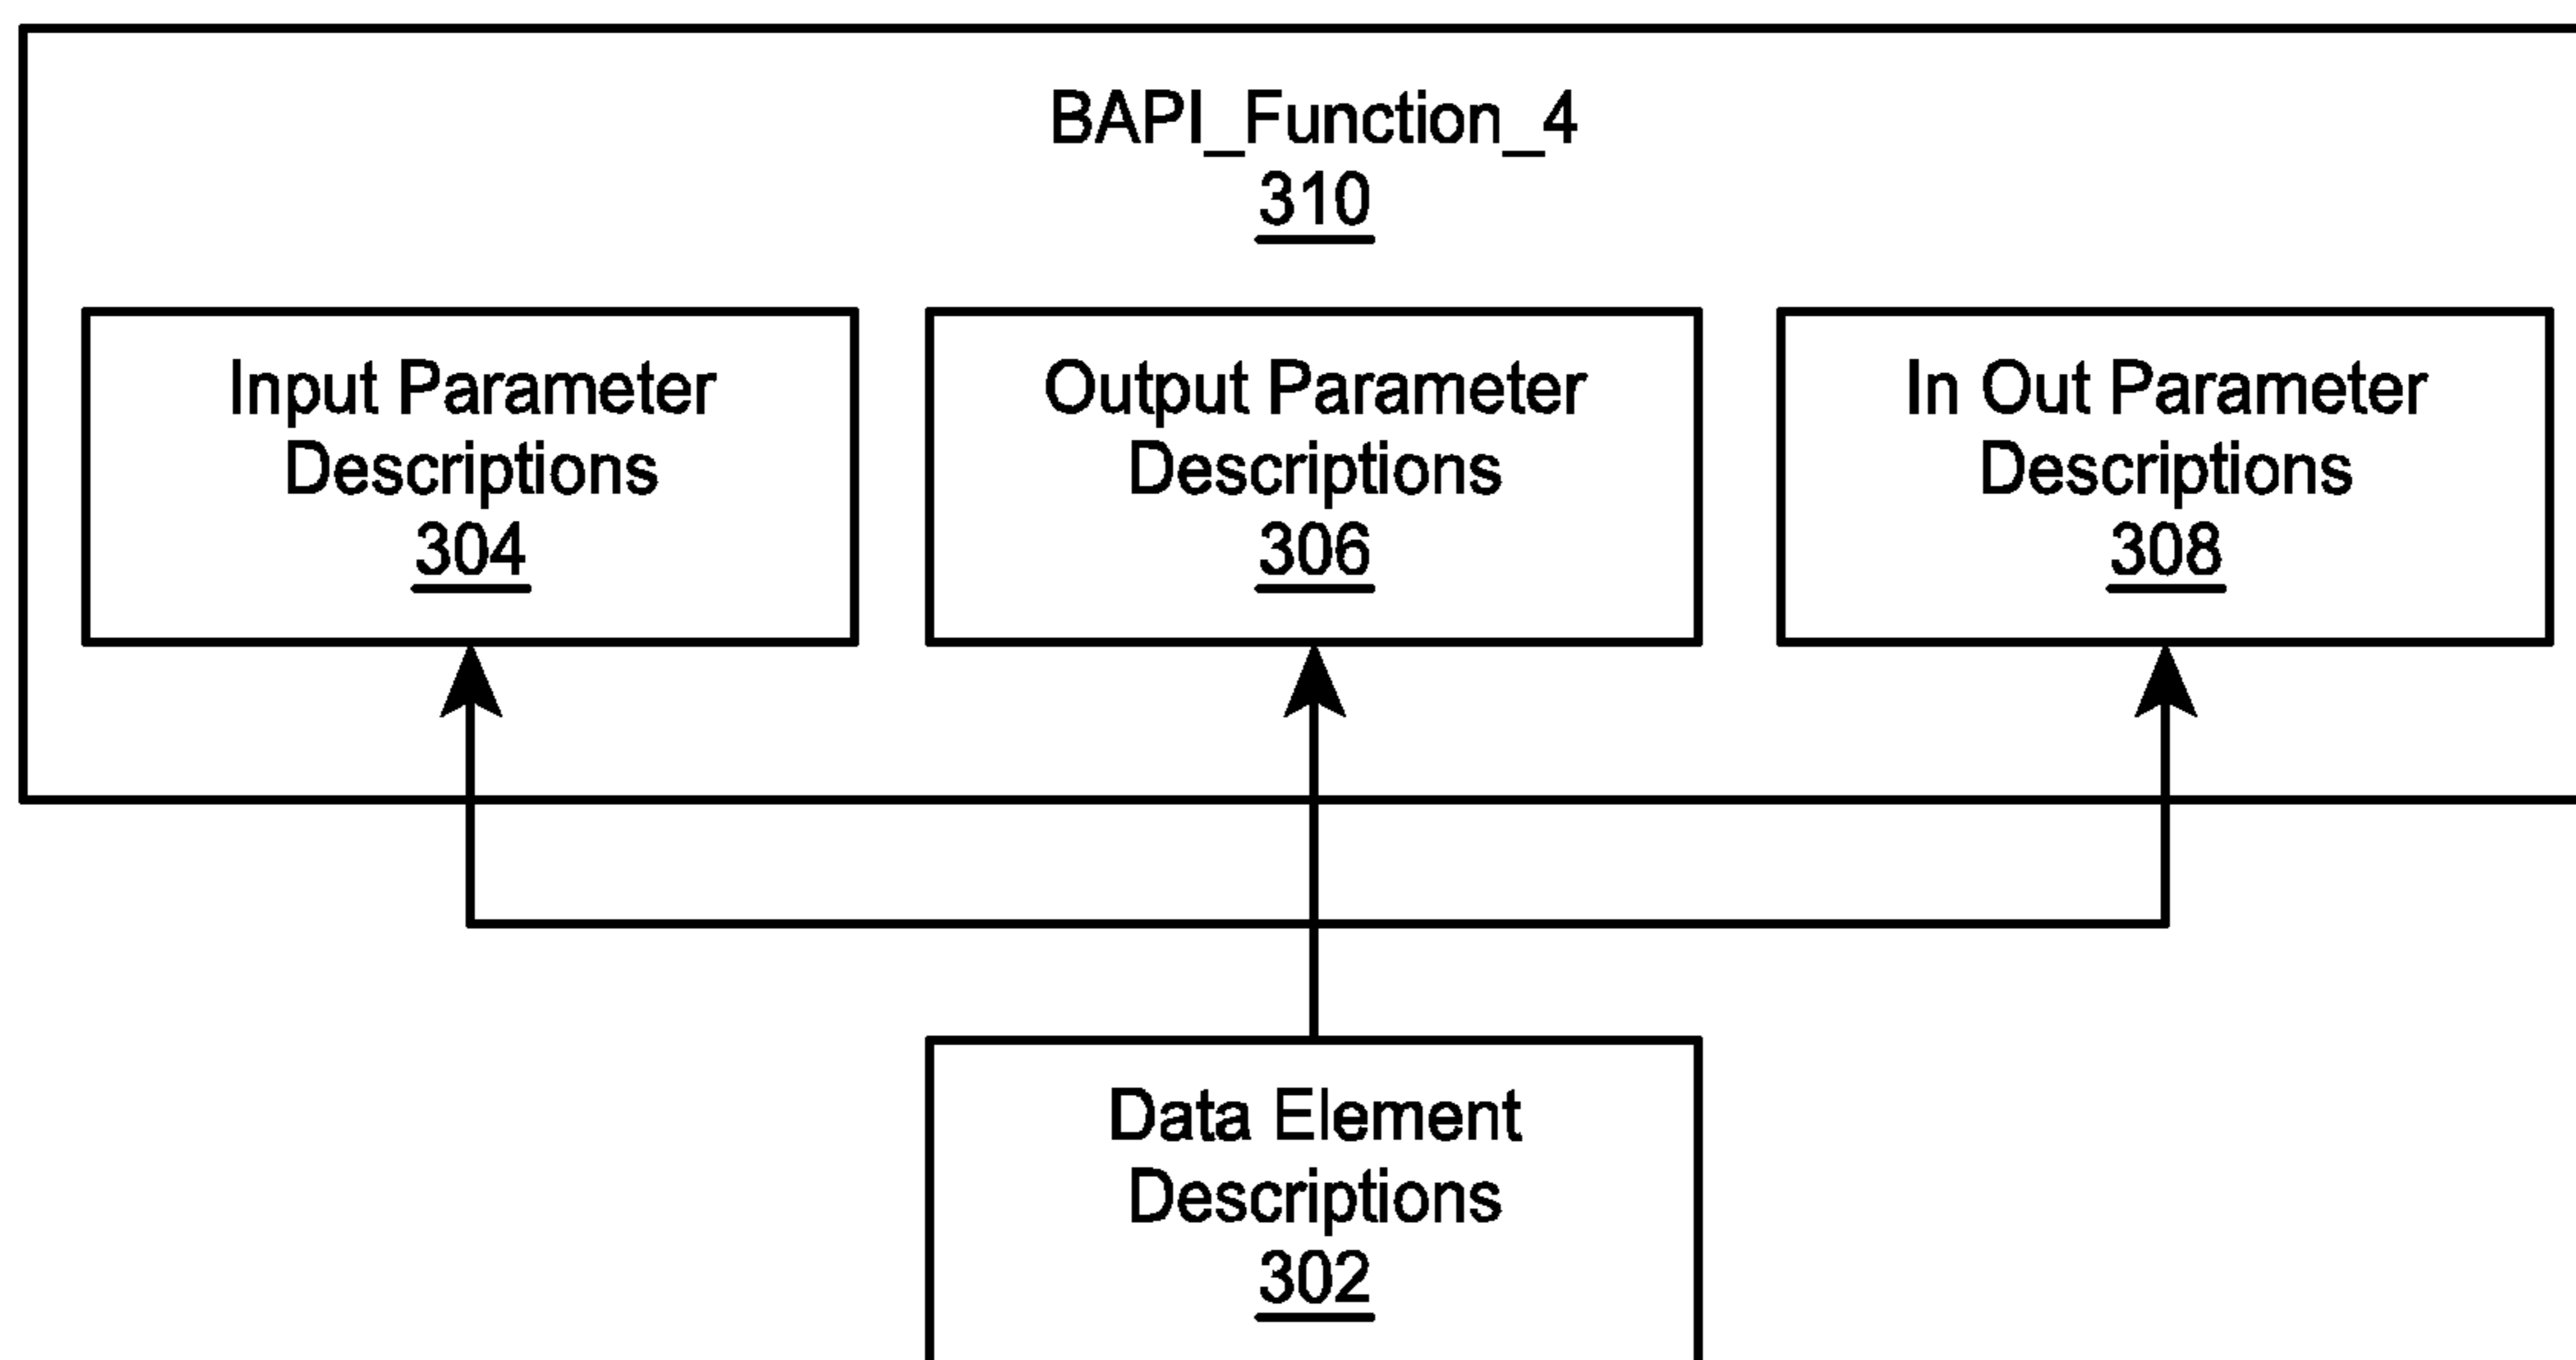 BAPI_Function_4
310
Input Parameter
Descriptions
304
Output Parameter
Descriptions
306
In Out Parameter
Descriptions
308
Data Element
Descriptions
302